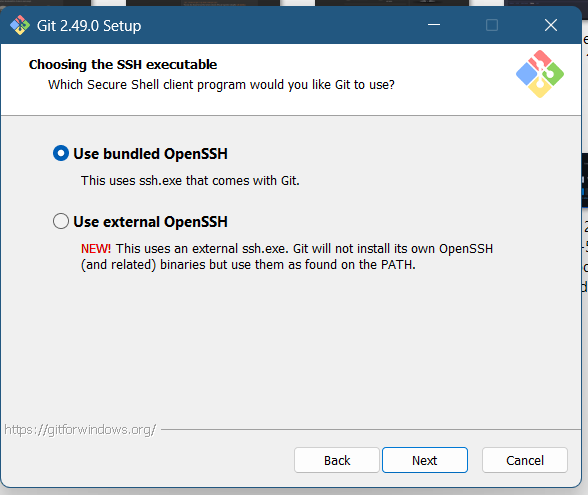 Git 2.49.0 Setup
Choosing the SSH executable
Which Secure Shell client program would you like Git to use?
Use bundled OpenSSH
This uses ssh.exe that comes with Git.
Use external OpenSSH
NEW! This uses an external ssh.exe. Git will not install its own OpenSSH
(and related) binaries but use them as found on the PATH.
https://gitforwindows.org/
Back
Next
Cancel